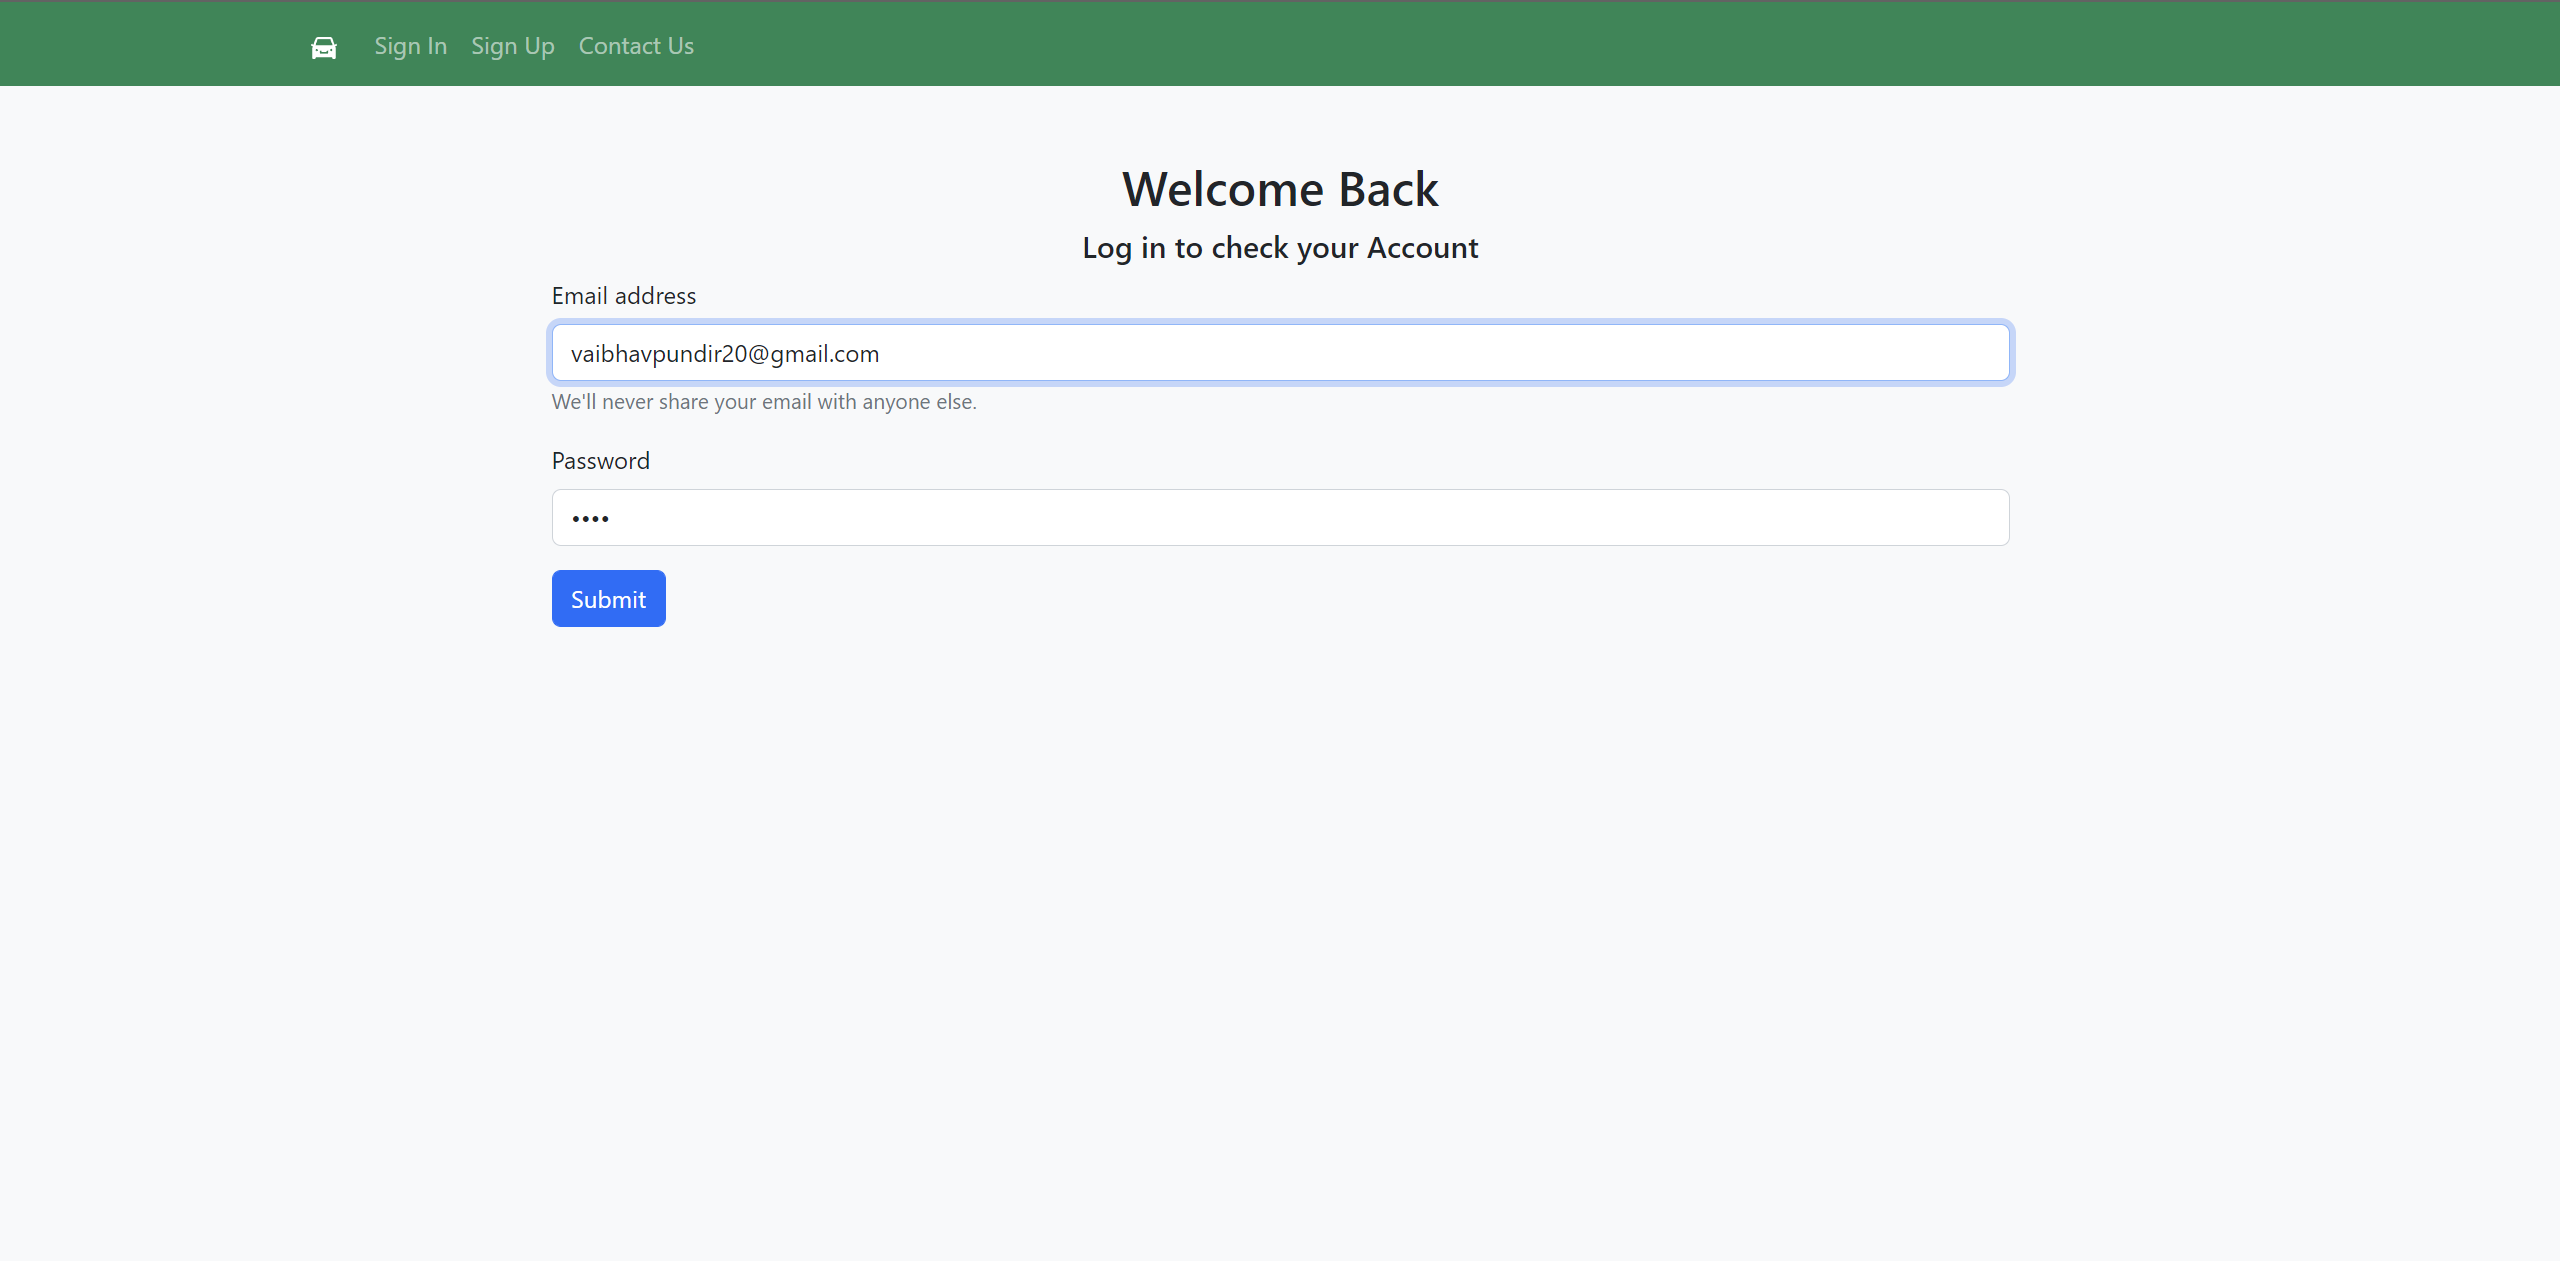 Sign In Sign Up Contact Us
Welcome Back
Log in to check your Account
Email address
vaibhavpundir20@gmail.com
We'll never share your email with anyone else.
Password
••••
Submit